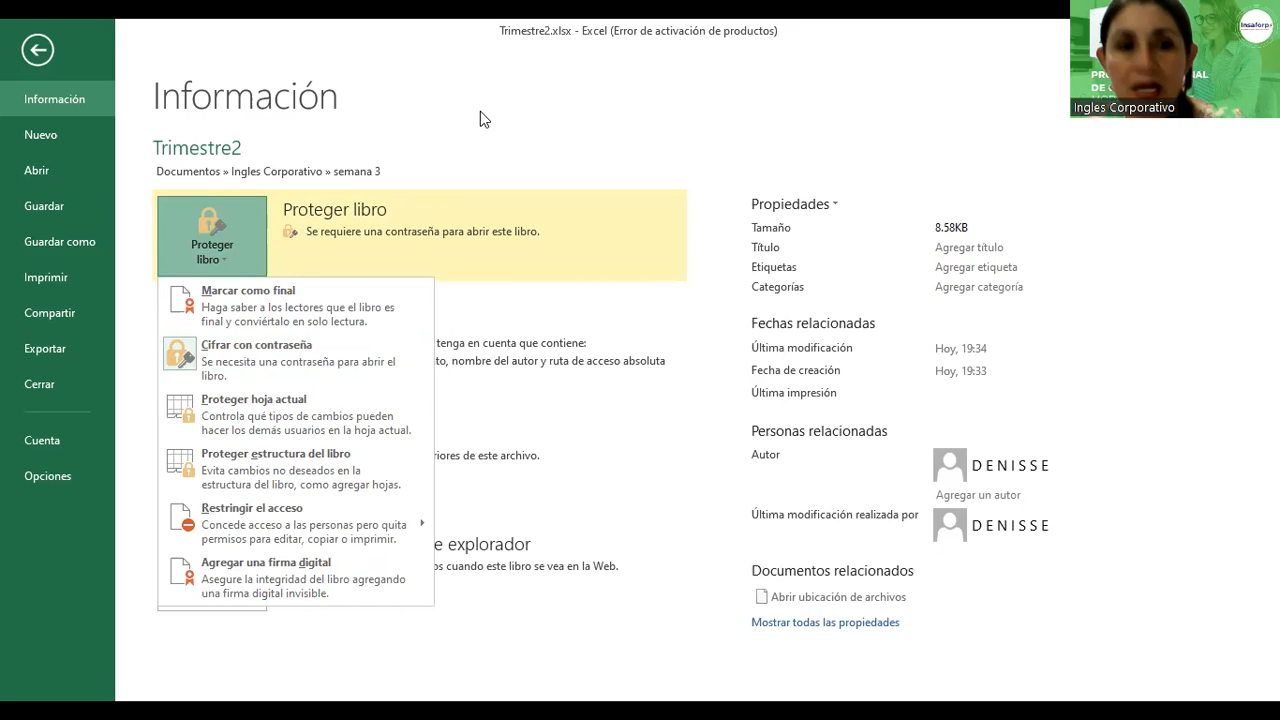 Trimestre2.xlsx - Excel (Error de activación de productos)
Información
Nuevo
Abrir
Guardar
Guardar como
Imprimir
Compartir
Exportar
Cerrar
Cuenta
Opciones
Información
Trimestre2
Documentos » Ingles Corporativo » semana 3
Proteger libro
Proteger libro
Se requiere una contraseña para abrir este libro.
Marcar como final
Haga saber a los lectores que el libro es
final y conviértalo en solo lectura.
Cifrar con contraseña
Se necesita una contraseña para abrir el
libro.
Proteger hoja actual
Controla qué tipos de cambios pueden
hacer los demás usuarios en la hoja actual.
Proteger estructura del libro
Evita cambios no deseados en la
estructura del libro, como agregar hojas.
Restringir el acceso
Concede acceso a las personas pero quita
permisos para editar, copiar o imprimir.
Agregar una firma digital
Asegure la integridad del libro agregando
una firma digital invisible.
tenga en cuenta que contiene:
to, nombre del autor y ruta de acceso absoluta
riores de este archivo.
e explorador
os cuando este libro se vea en la Web.
Propiedades
Tamaño 8.58KB
Título Agregar título
Etiquetas Agregar etiqueta
Categorías Agregar categoría
Fechas relacionadas
Última modificación Hoy, 19:34
Fecha de creación Hoy, 19:33
Última impresión
Personas relacionadas
Autor DENISSE
Agregar un autor
Última modificación realizada por DENISSE
Documentos relacionados
Abrir ubicación de archivos
Mostrar todas las propiedades
Insaforp
Ingles Corporativo